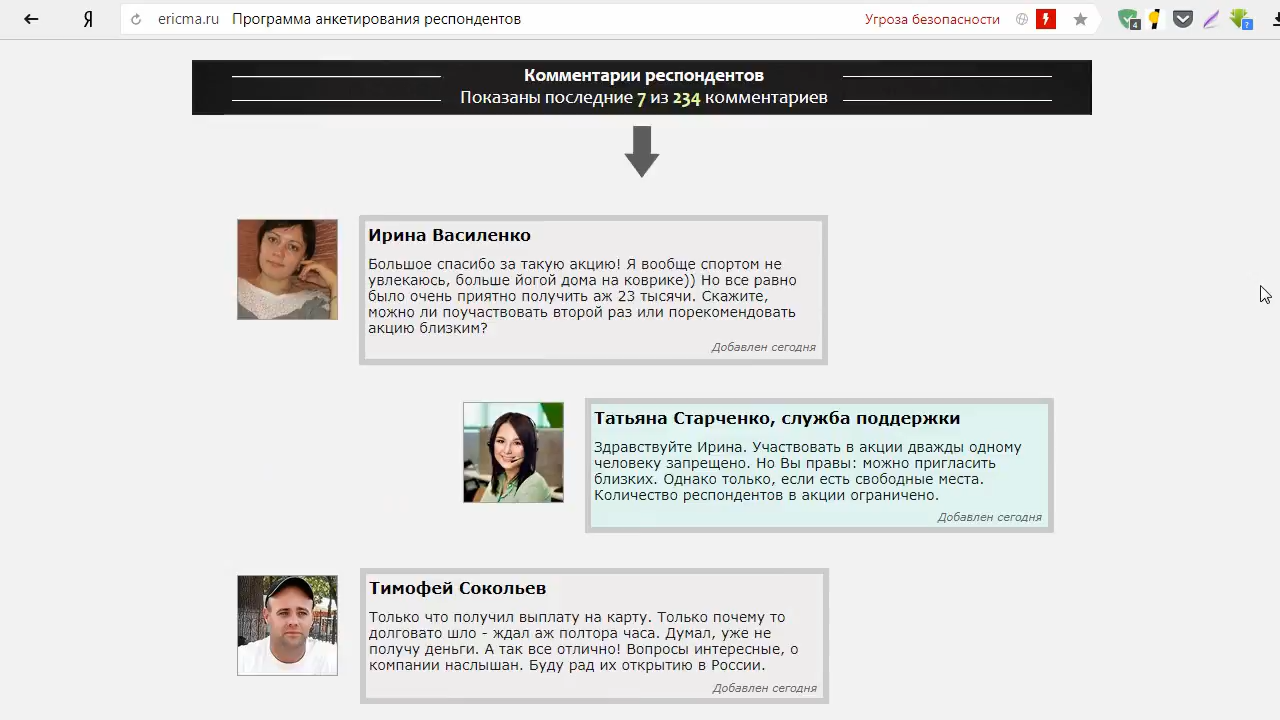 Я
ericma.ru Программа анкетирования респондентов Угроза безопасности
4
?
Комментарии респондентов
Показаны последние 7 из 234 комментариев
Ирина Василенко
Большое спасибо за такую акцию! Я вообще спортом не
увлекаюсь, больше йогой дома на коврике)) Но все равно
было очень приятно получить аж 23 тысячи. Скажите,
можно ли поучаствовать второй раз или порекомендовать
акцию близким?
Добавлен сегодня
Татьяна Старченко, служба поддержки
Здравствуйте Ирина. Участвовать в акции дважды одному
человеку запрещено. Но Вы правы: можно пригласить
близких. Однако только, если есть свободные места.
Количество респондентов в акции ограничено.
Добавлен сегодня
Тимофей Сокольев
Только что получил выплату на карту. Только почему то
долговато шло - ждал аж полтора часа. Думал, уже не
получу деньги. А так все отлично! Вопросы интересные, о
компании наслышан. Буду рад их открытию в России.
Добавлен сегодня